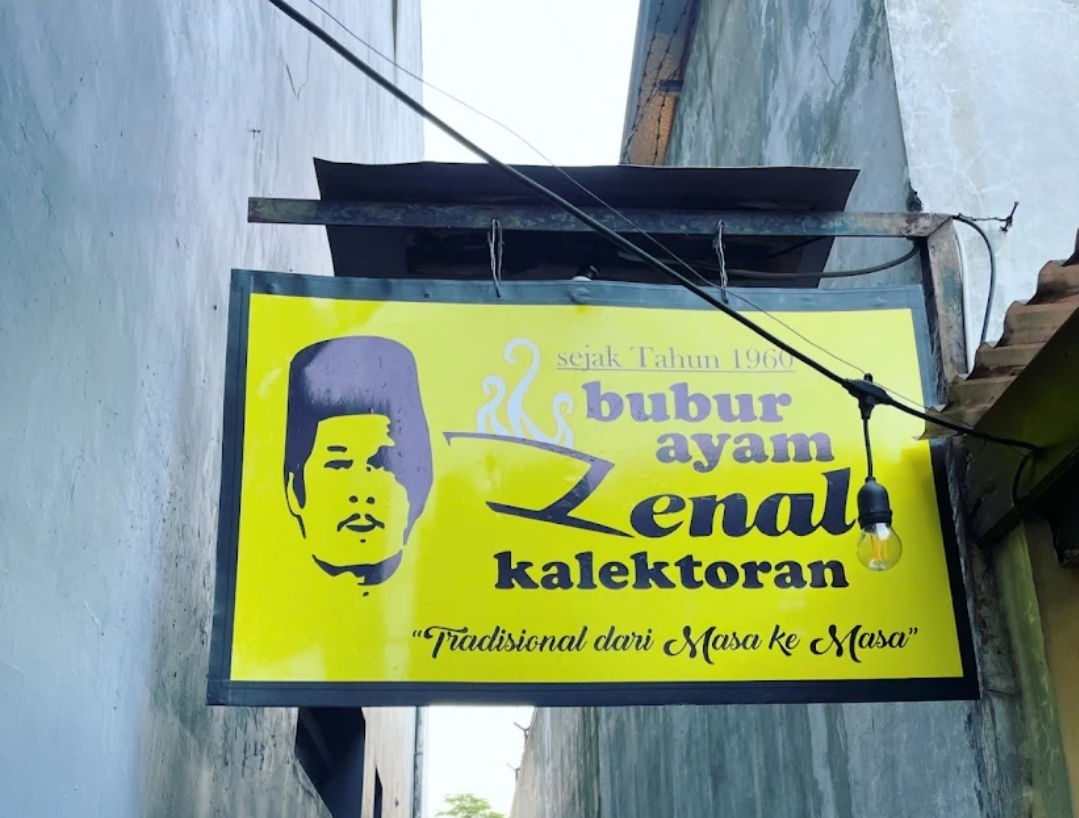 sejak Tahun 1960
bubur
ayam
Zenal
kalektoran
“Tradisional dari Masa ke Masa”